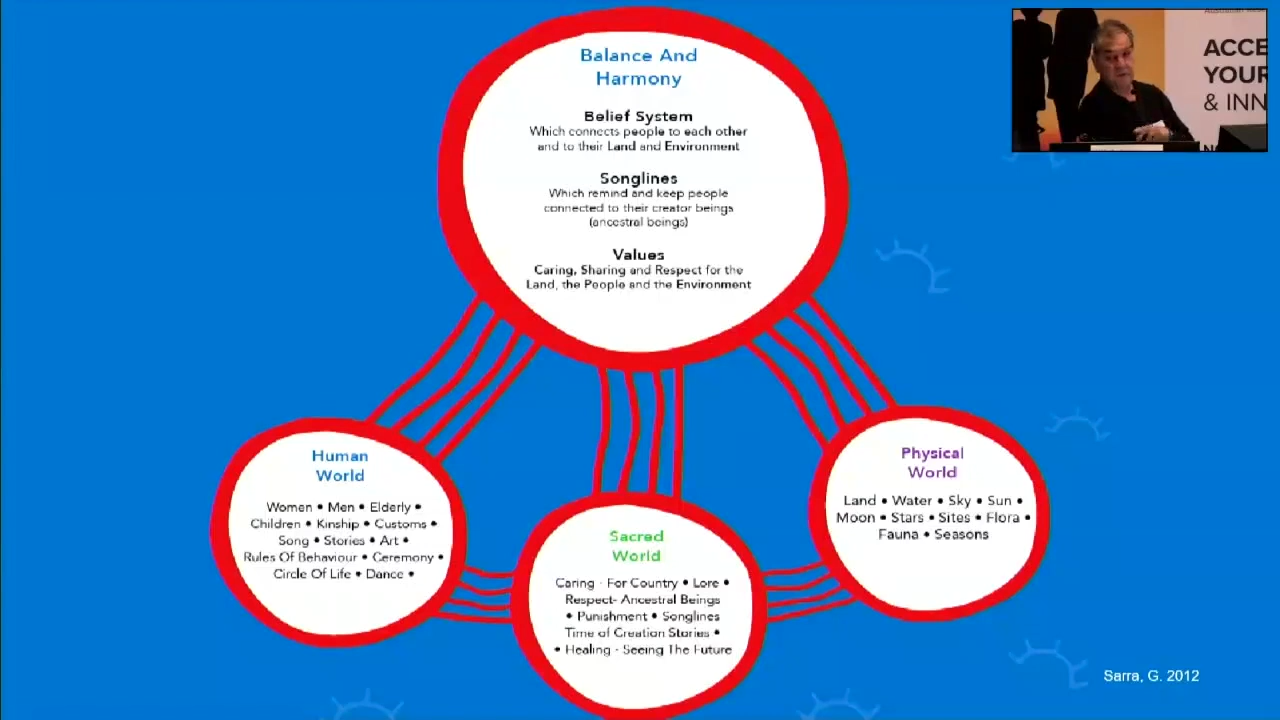 Balance And
Harmony
Belief System
Which connects people to each other
and to their Land and Environment
Songlines
Which remind and keep people
connected to their creator beings
(ancestral beings)
Values
Caring, Sharing and Respect for the
Land, the People and the Environment
Human
World
Women • Men • Elderly •
Children • Kinship • Customs •
Song • Stories • Art •
Rules Of Behaviour • Ceremony •
Circle Of Life • Dance •
Sacred
World
Caring - For Country • Lore •
Respect- Ancestral Beings
• Punishment • Songlines
Time of Creation Stories •
• Healing - Seeing The Future
Physical
World
Land • Water • Sky • Sun •
Moon • Stars • Sites • Flora •
Fauna • Seasons
Sarra, G. 2012
ACCE
YOUR
& INN